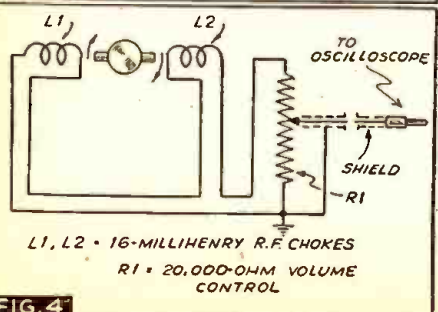 L1
L2
TO
OSCILLOSCOPE
SHIELD
R1
L1, L2 = 16-MILLIHENRY R.F. CHOKES
R1 = 20,000-OHM VOLUME
CONTROL
FIG. 4